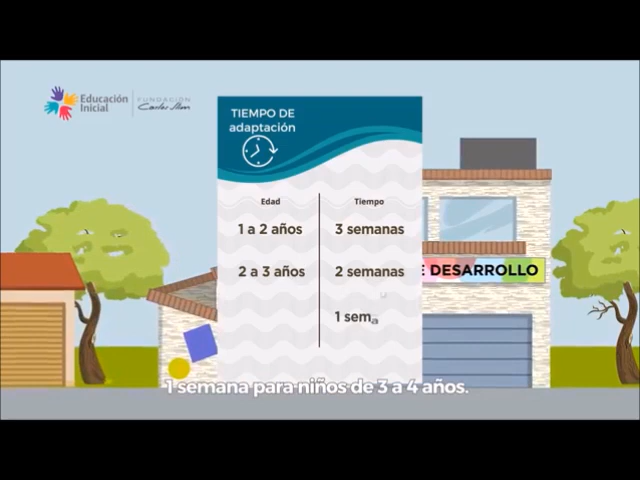 Educación
Inicial
FUNDACIÓN
Carlos Slim
TIEMPO DE
adaptación
Edad Tiempo
1 a 2 años 3 semanas
2 a 3 años 2 semanas
1 sema
E DESARROLLO
1 semana para niños de 3 a 4 años.